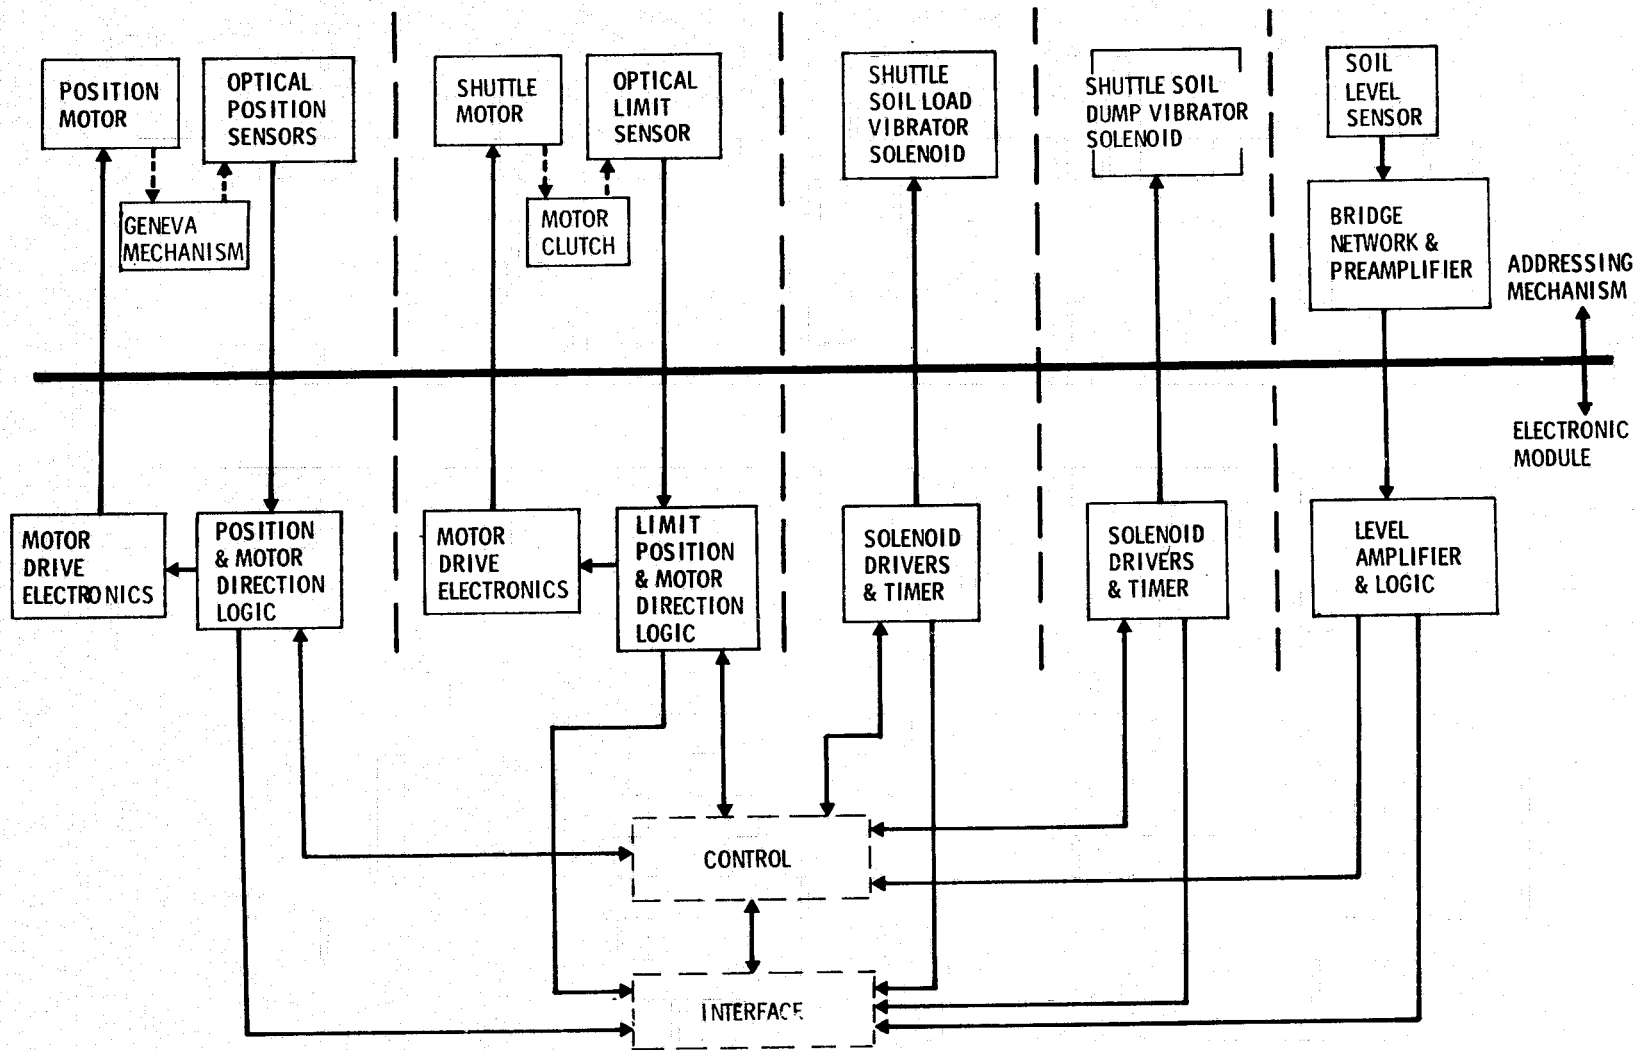 POSITION
MOTOR
OPTICAL
POSITION
SENSORS
GENEVA
MECHANISM
SHUTTLE
MOTOR
OPTICAL
LIMIT
SENSOR
MOTOR
CLUTCH
SHUTTLE
SOIL LOAD
VIBRATOR
SOLENOID
SHUTTLE SOIL
DUMP VIBRATOR
SOLENOID
SOIL
LEVEL
SENSOR
BRIDGE
NETWORK &
PREAMPLIFIER
ADDRESSING
MECHANISM
ELECTRONIC
MODULE
MOTOR
DRIVE
ELECTRONICS
POSITION
& MOTOR
DIRECTION
LOGIC
MOTOR
DRIVE
ELECTRONICS
LIMIT
POSITION
& MOTOR
DIRECTION
LOGIC
SOLENOID
DRIVERS
& TIMER
SOLENOID
DRIVERS
& TIMER
LEVEL
AMPLIFIER
& LOGIC
CONTROL
INTERFACE